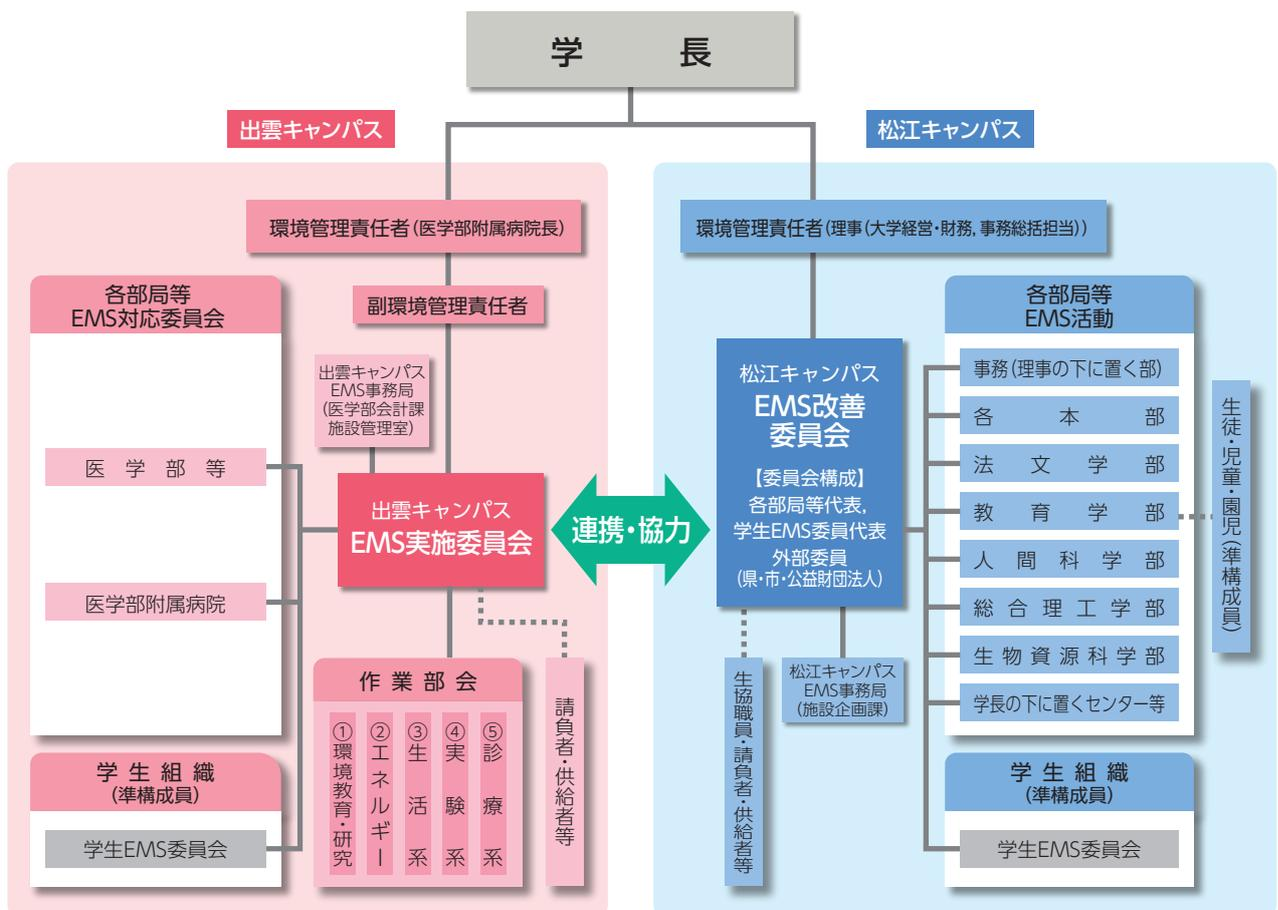 学長
出雲キャンパス
松江キャンパス
環境管理責任者(医学部附属病院長)
環境管理責任者(理事(大学経営・財務,事務総括担当))
副環境管理責任者
各部局等
EMS対応委員会
医学部等
医学部附属病院
出雲キャンパス
EMS事務局
(医学部会計課
施設管理室)
出雲キャンパス
EMS実施委員会
連携・協力
作業部会
①環境教育・研究
②エネルギー
③生活系
④実験系
⑤診療系
請負者・供給者等
学生組織
(準構成員)
学生EMS委員会
松江キャンパス
EMS改善
委員会
【委員会構成】
各部局等代表,
学生EMS委員代表
外部委員
(県・市・公益財団法人)
生協職員・請負者・供給者等
松江キャンパス
EMS事務局
(施設企画課)
各部局等
EMS活動
事務(理事の下に置く部)
各本部
法文学部
教育学部
人間科学部
総合理工学部
生物資源科学部
学長の下に置くセンター等
生徒・児童・園児(準構成員)
学生組織
(準構成員)
学生EMS委員会